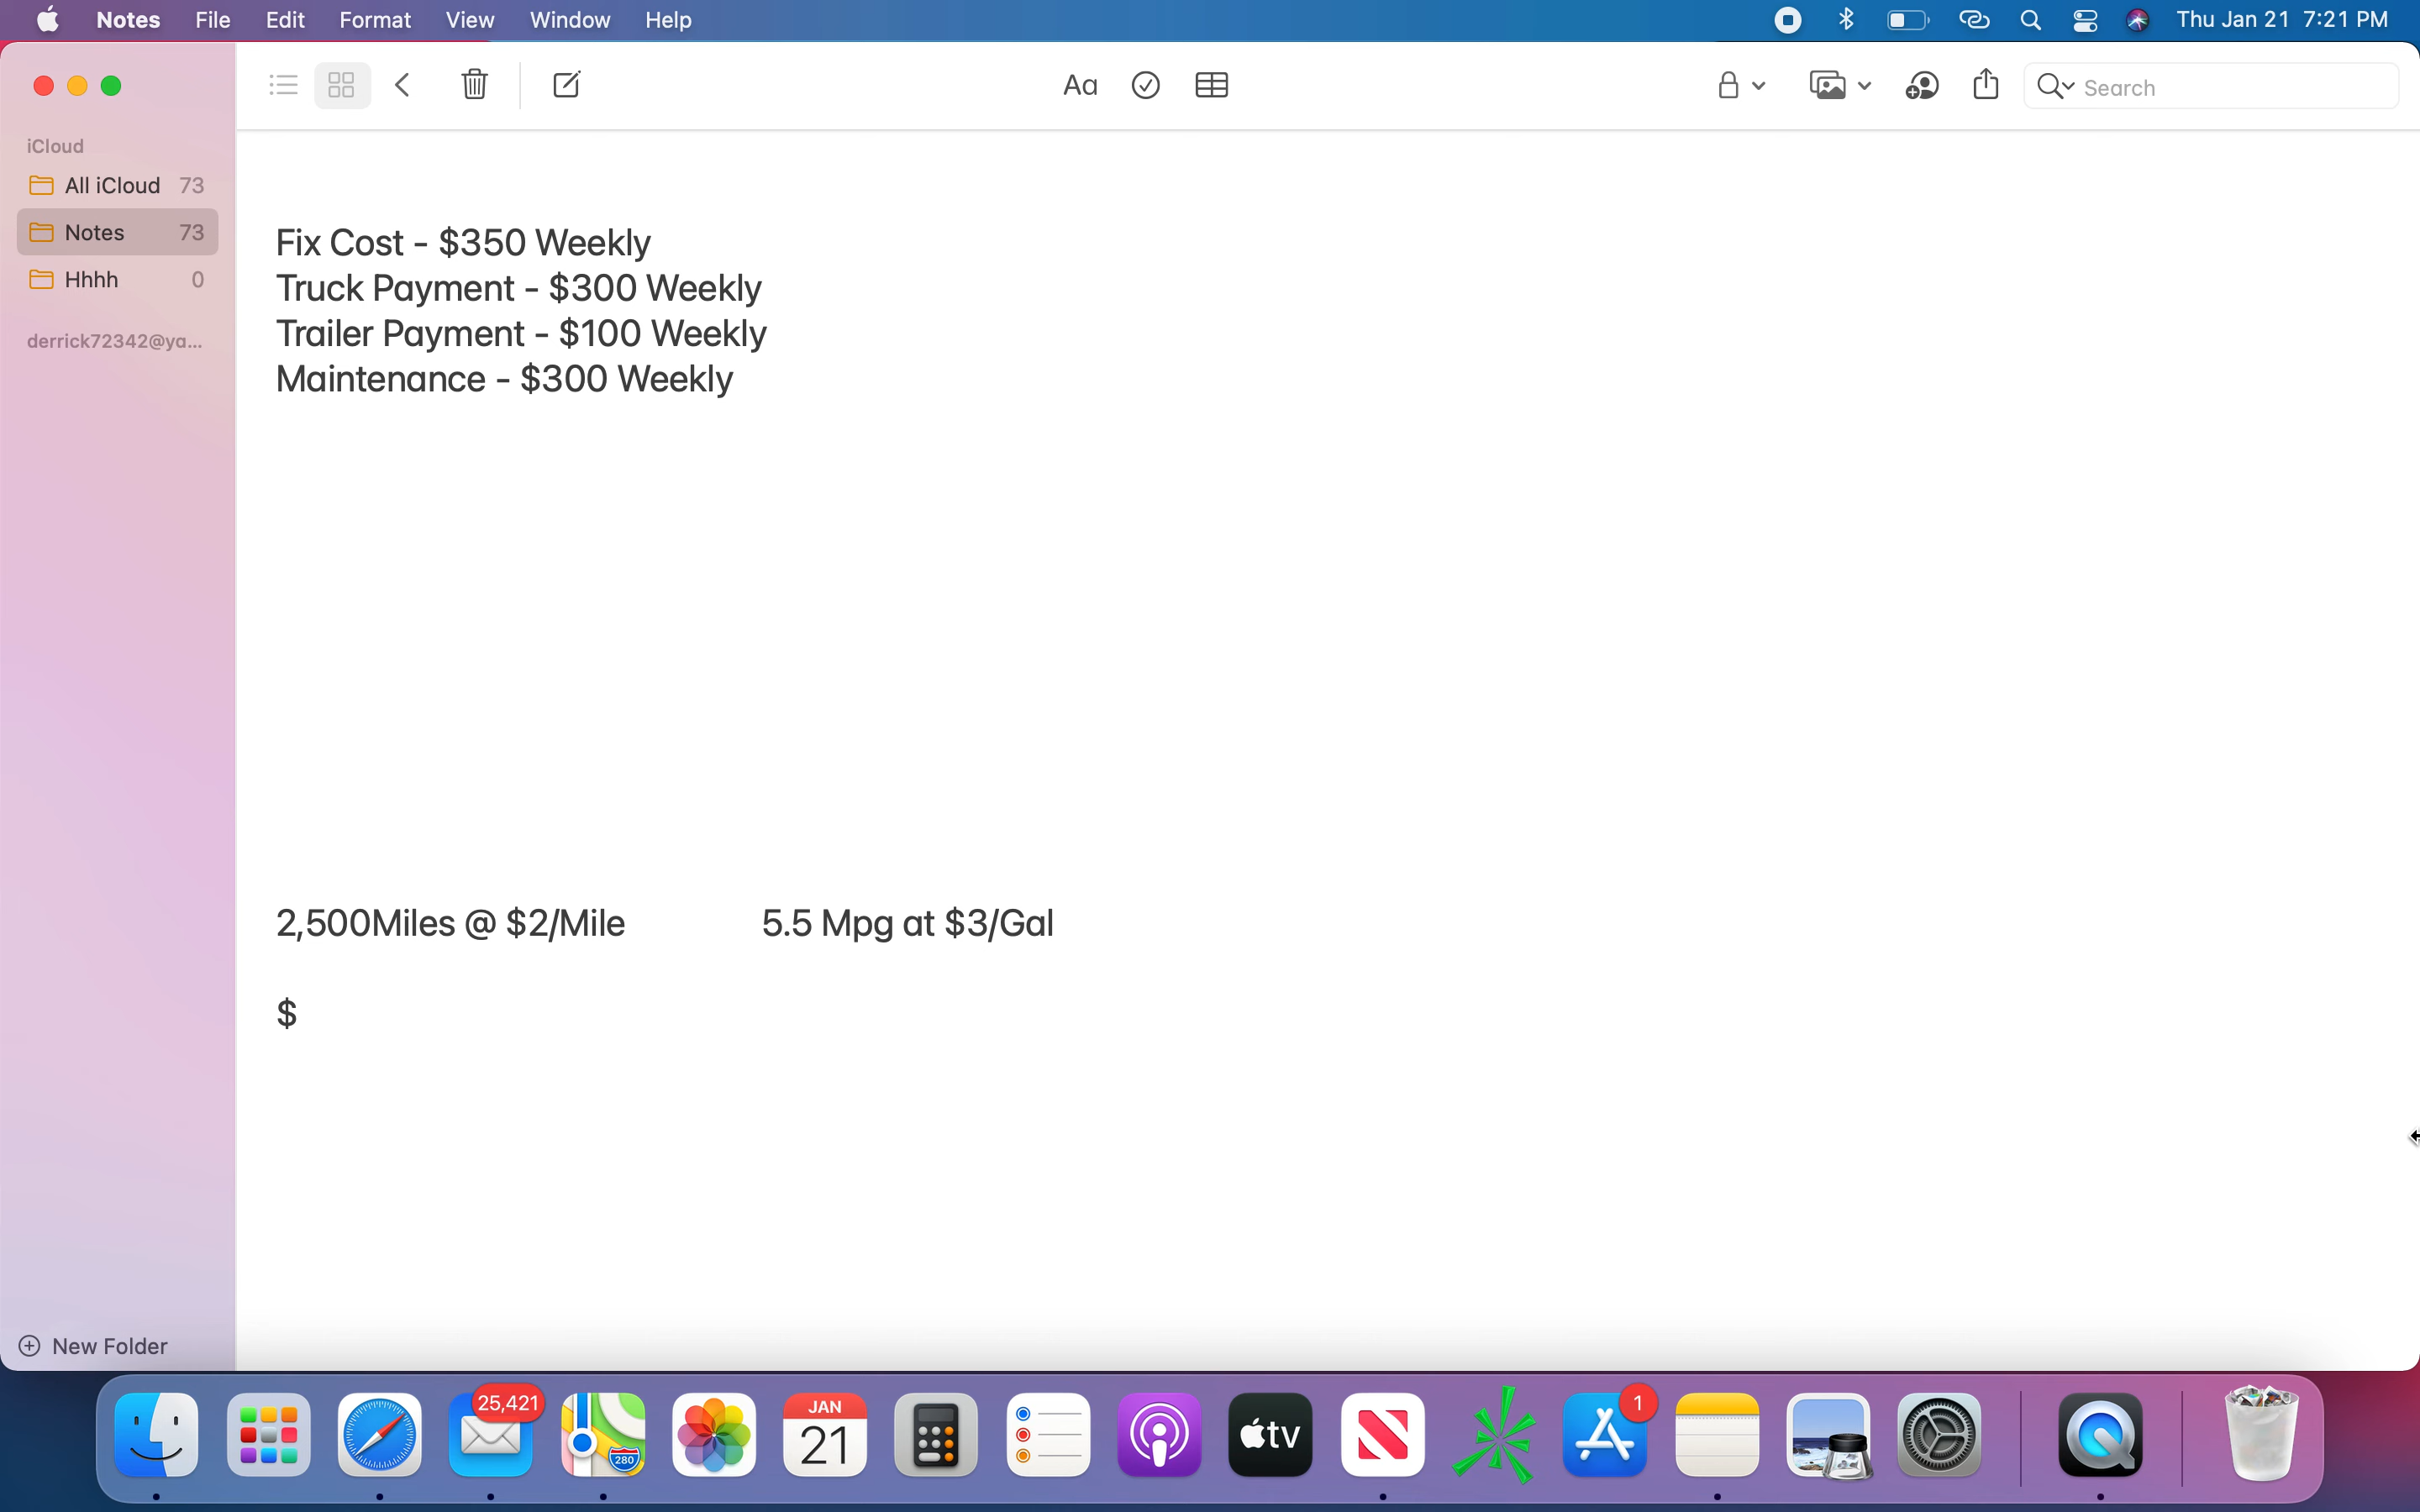 Notes File Edit Format View Window Help Thu Jan 21 7:21 PM
Aa Search
iCloud
All iCloud 73
Notes 73
Hhhh 0
derrick72342@ya...
Fix Cost - $350 Weekly
Truck Payment - $300 Weekly
Trailer Payment - $100 Weekly
Maintenance - $300 Weekly
2,500Miles @ $2/Mile 5.5 Mpg at $3/Gal
$
New Folder
25,421
280
JAN
21
tv
1